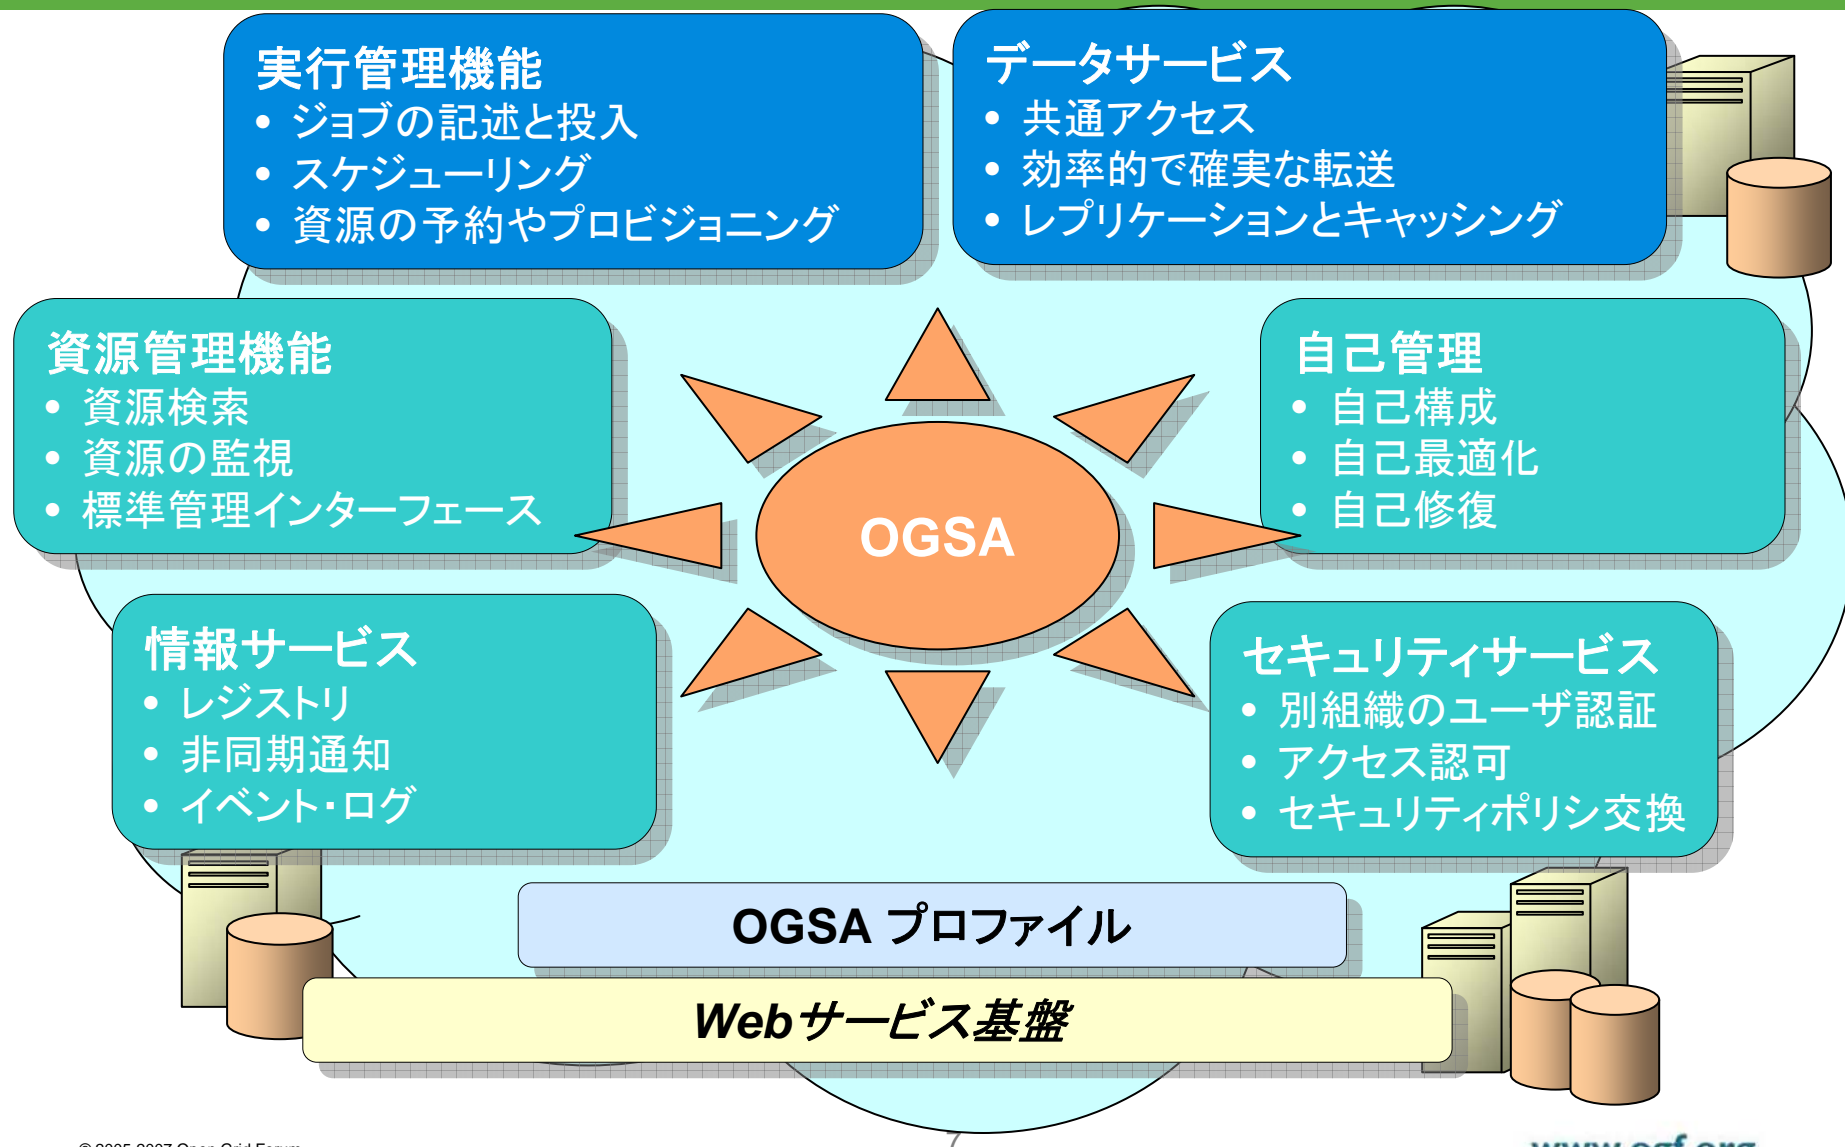 実行管理機能
• ジョブの記述と投入
• スケジューリング
• 資源の予約やプロビジョニング
データサービス
• 共通アクセス
• 効率的で確実な転送
• レプリケーションとキャッシング
資源管理機能
• 資源検索
• 資源の監視
• 標準管理インターフェース
自己管理
• 自己構成
• 自己最適化
• 自己修復
OGSA
情報サービス
• レジストリ
• 非同期通知
• イベント・ログ
セキュリティサービス
• 別組織のユーザ認証
• アクセス認可
• セキュリティポリシ交換
OGSA プロファイル
Webサービス基盤
© 2005-2007 Open Grid Forum
7
www.ogf.org